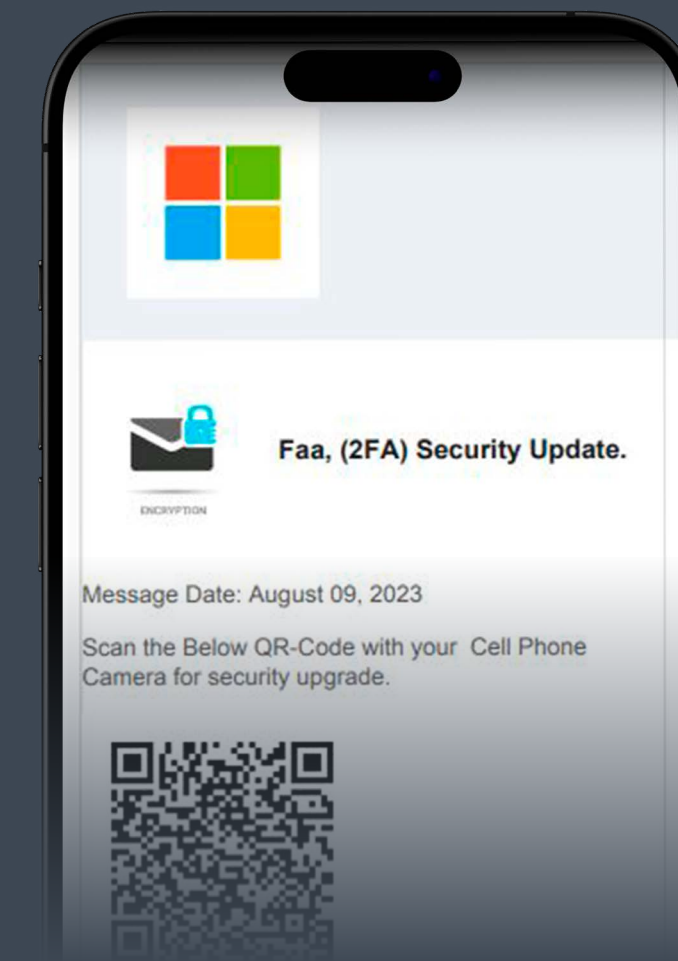 ENCRYPTION
Faa, (2FA) Security Update.
Message Date: August 09, 2023
Scan the Below QR-Code with your  Cell Phone
Camera for security upgrade.